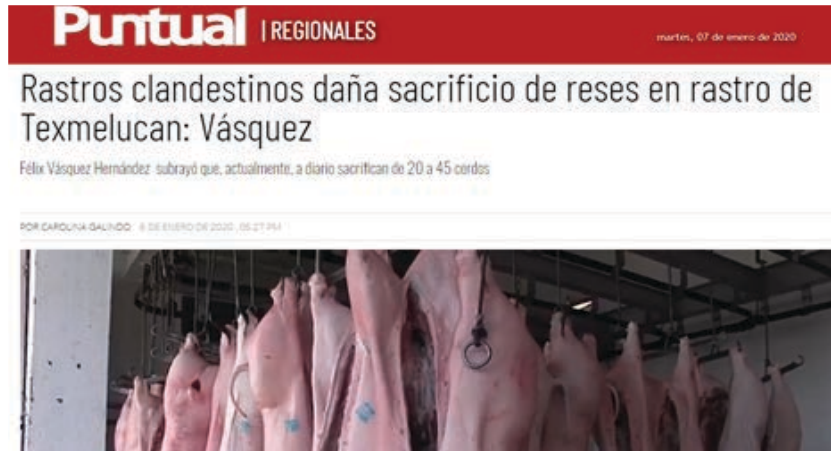 Puntual | REGIONALES
martes, 07 de enero de 2020
Rastros clandestinos daña sacrificio de reses en rastro de
Texmelucan: Vásquez
Félix Vásquez Hernández subrayó que, actualmente, a diario sacrifican de 20 a 45 cerdos
POR CAROLINA GALINDO 6 DE ENERO DE 2020, 05:27 PM